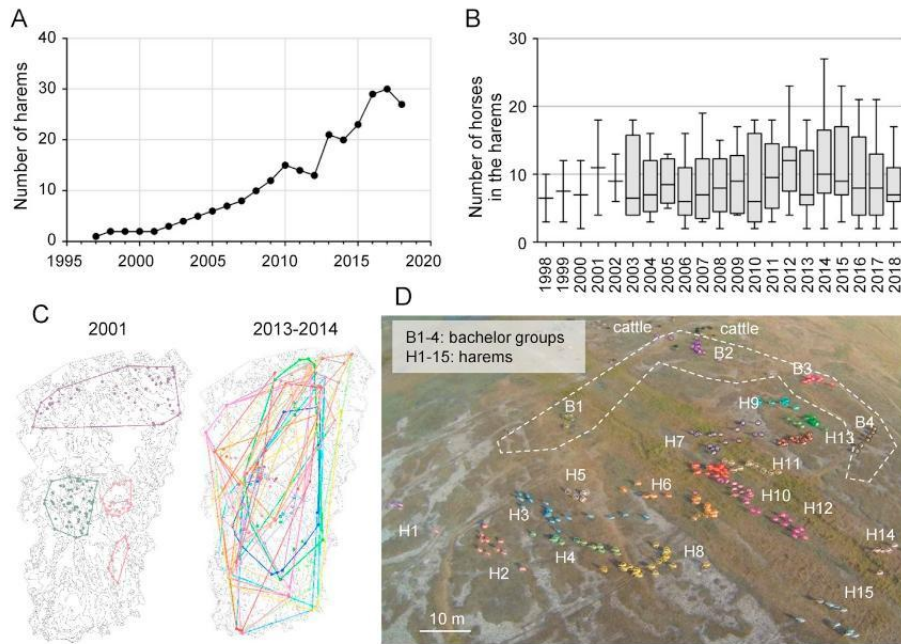 A
Number of harems
40
30
20
10
0
1995
2000
2005
2010
2015
2020
B
Number of horses
in the harems
30
20
10
0
1998
1999
2000
2001
2002
2003
2004
2005
2006
2007
2008
2009
2010
2011
2012
2013
2014
2015
2016
2017
2018
C
2001
2013-2014
D
B1-4: bachelor groups
H1-15: harems
cattle
cattle
B2
B3
B1
H9
B4
H7
H13
H11
H5
H6
H10
H3
H12
H1
H4
H8
H14
H2
H15
10 m